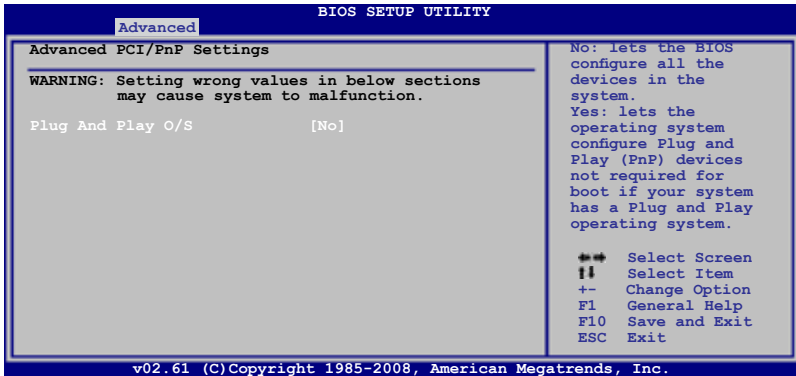 BIOS SETUP UTILITY
Advanced
Advanced PCI/PnP Settings
WARNING: Setting wrong values in below sections
may cause system to malfunction.
Plug And Play O/S [No]
No: lets the BIOS
configure all the
devices in the
system.
Yes: lets the
operating system
configure Plug and
Play (PnP) devices
not required for
boot if your system
has a Plug and Play
operating system.
←→ Select Screen
↑↓ Select Item
+- Change Option
F1 General Help
F10 Save and Exit
ESC Exit
v02.61 (C)Copyright 1985-2008, American Megatrends, Inc.